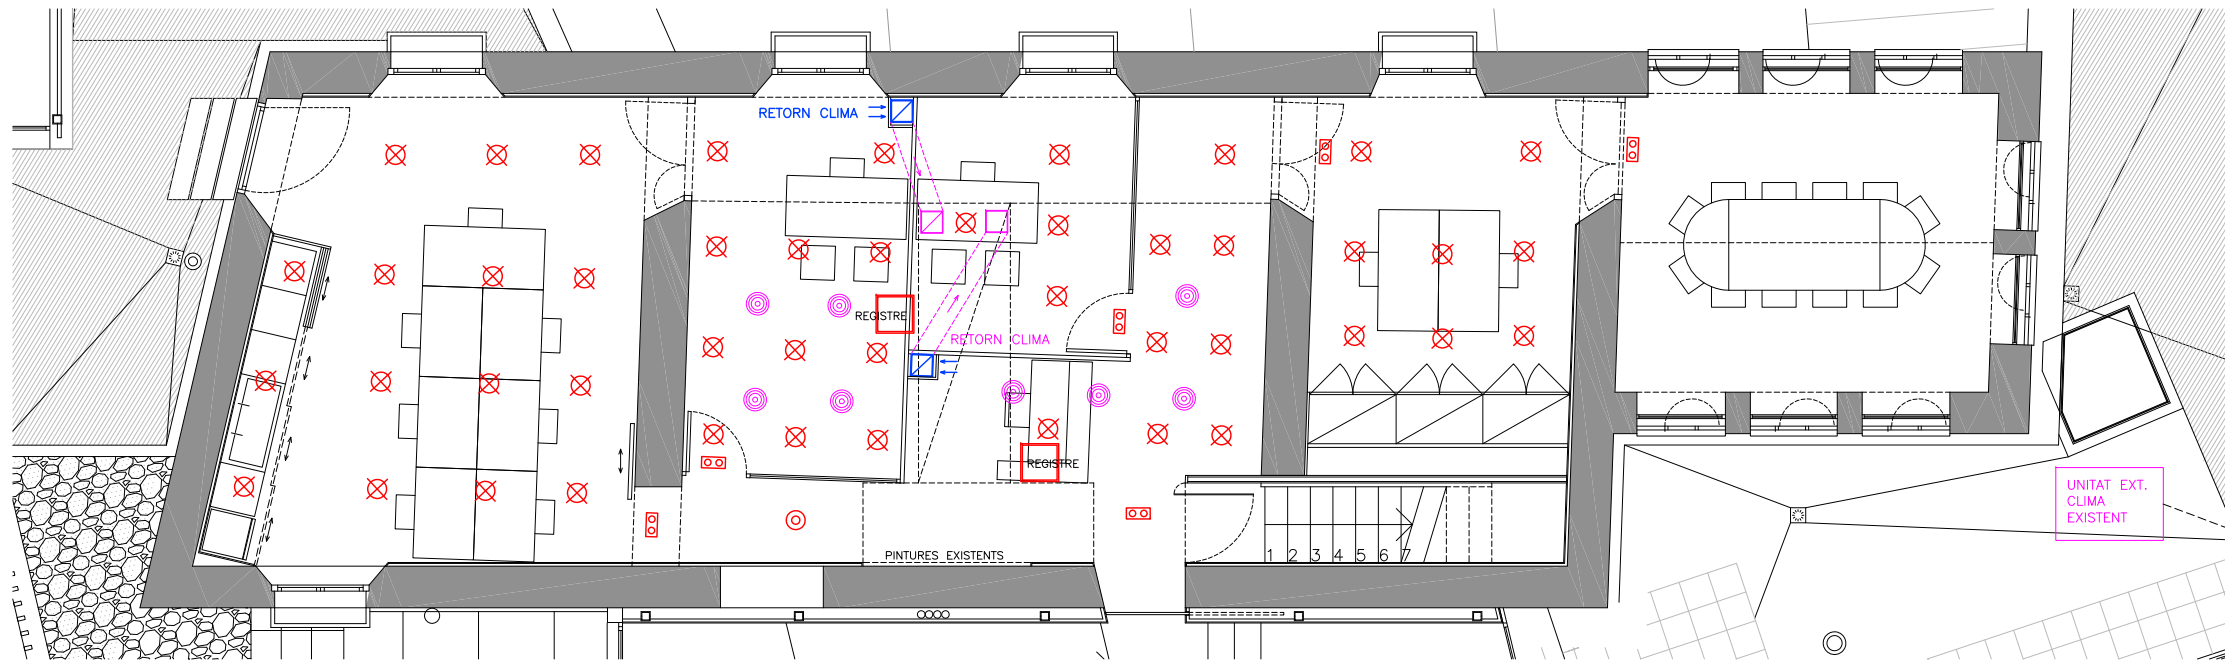 RETORN CLIMA
REGISTRE
RETORN CLIMA
REGISTRE
UNITAT EXT.
CLIMA
EXISTENT
PINTURES EXISTENTS
1 2 3 4 5 6 7